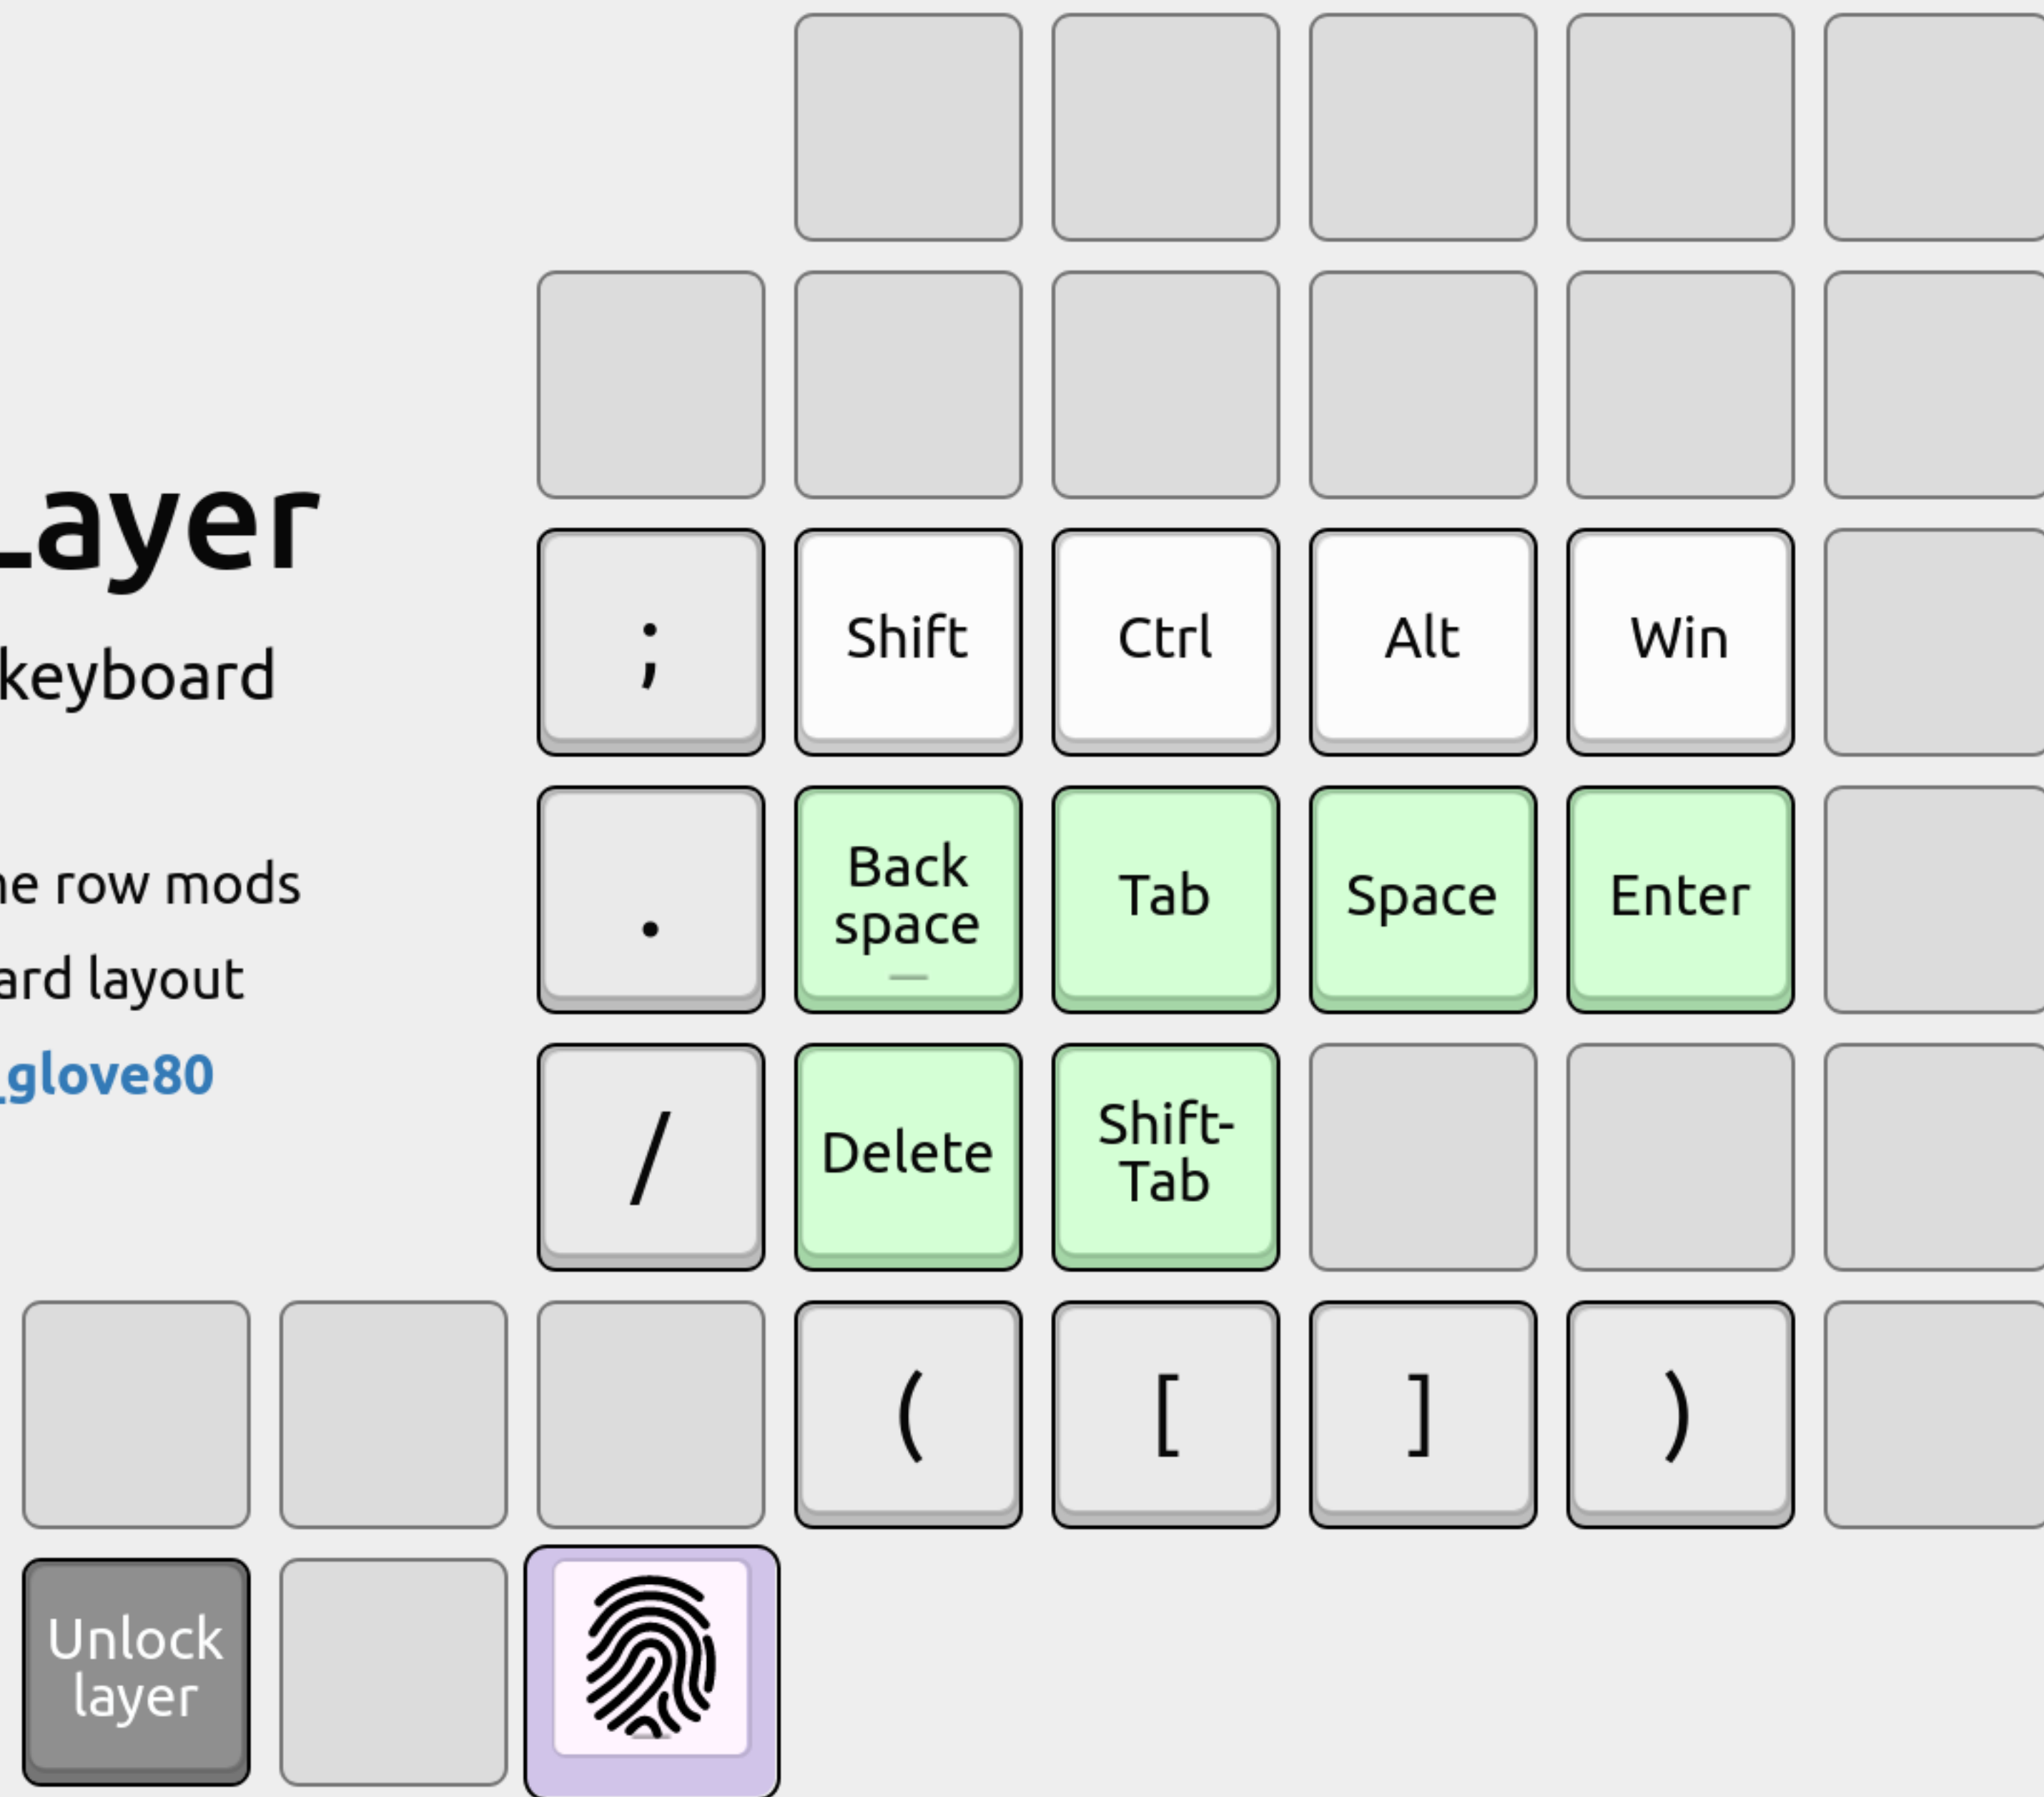 Layer
keyboard
ne row mods
ard layout
_glove80
; Shift Ctrl Alt Win
. Back space Tab Space Enter
/ Delete Shift-Tab
( [ ] )
Unlock layer